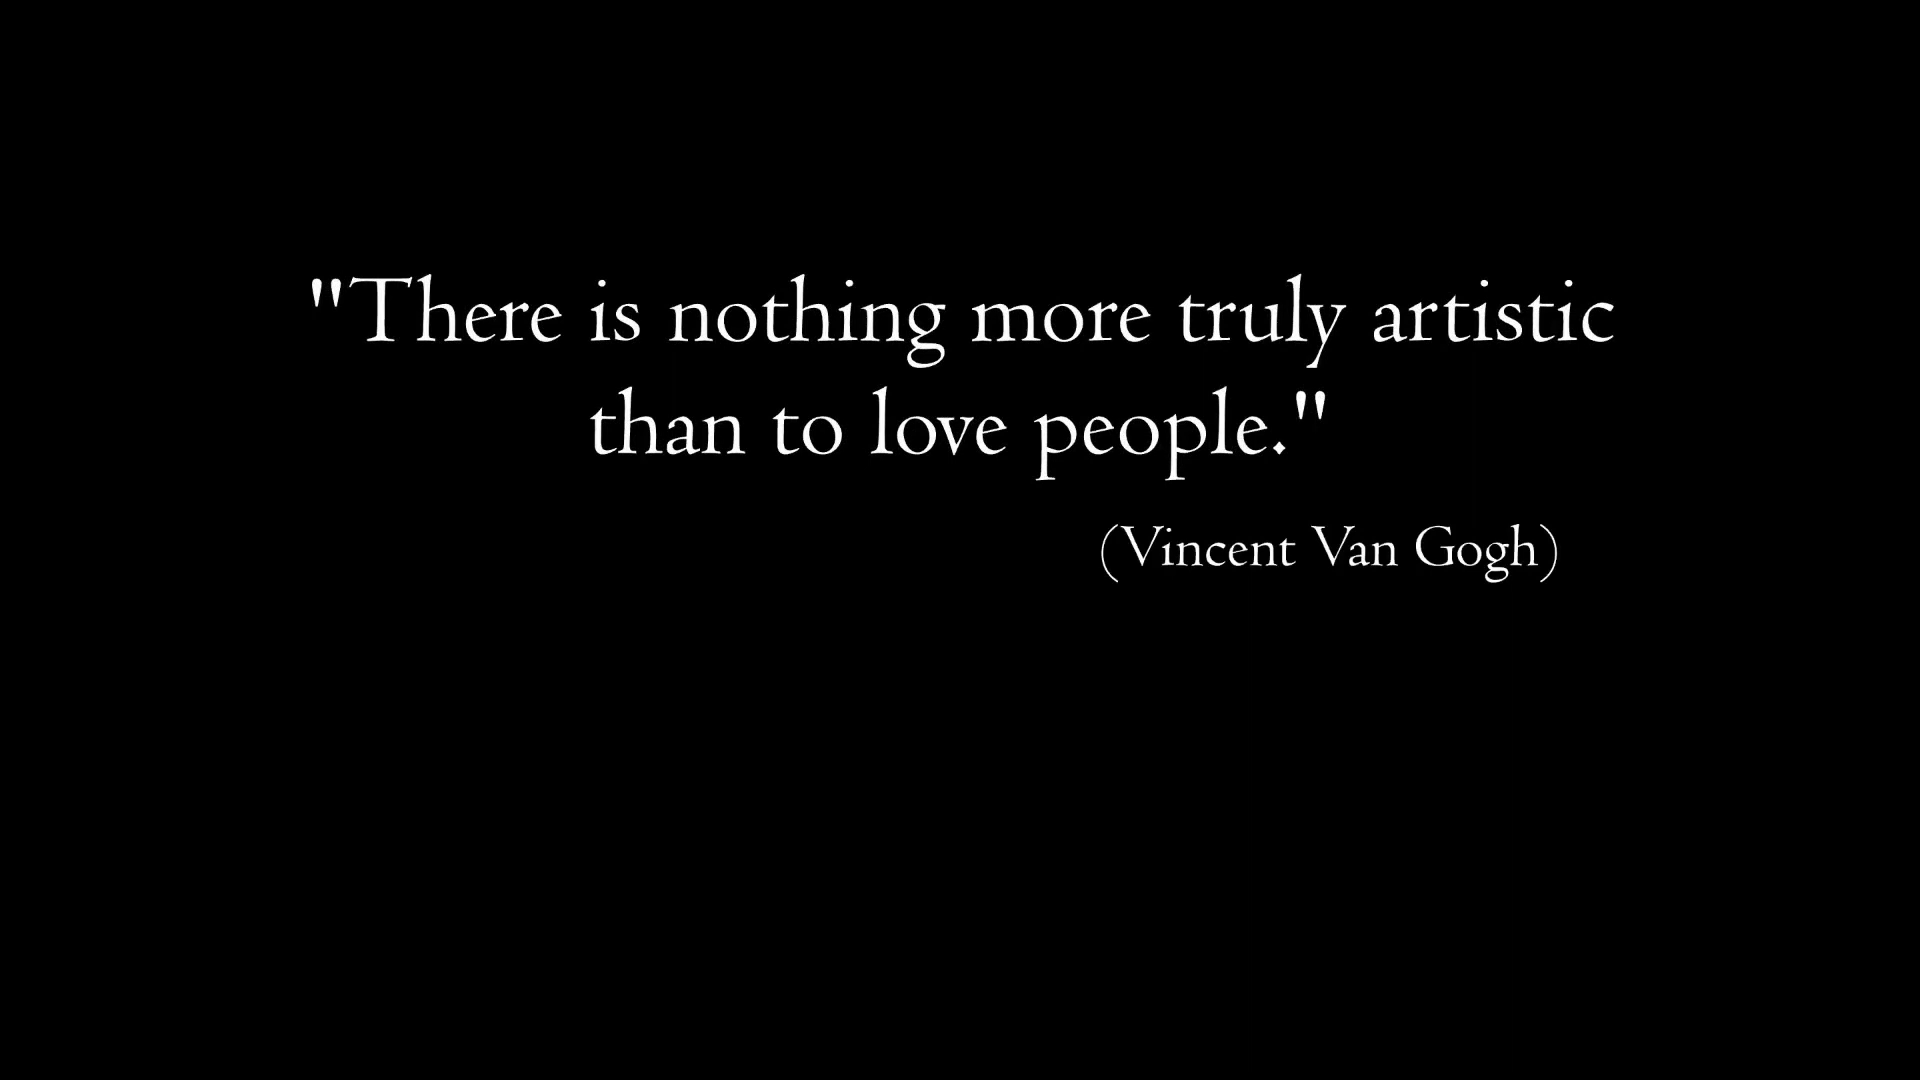 "There is nothing more truly artistic
than to love people."
(Vincent Van Gogh)